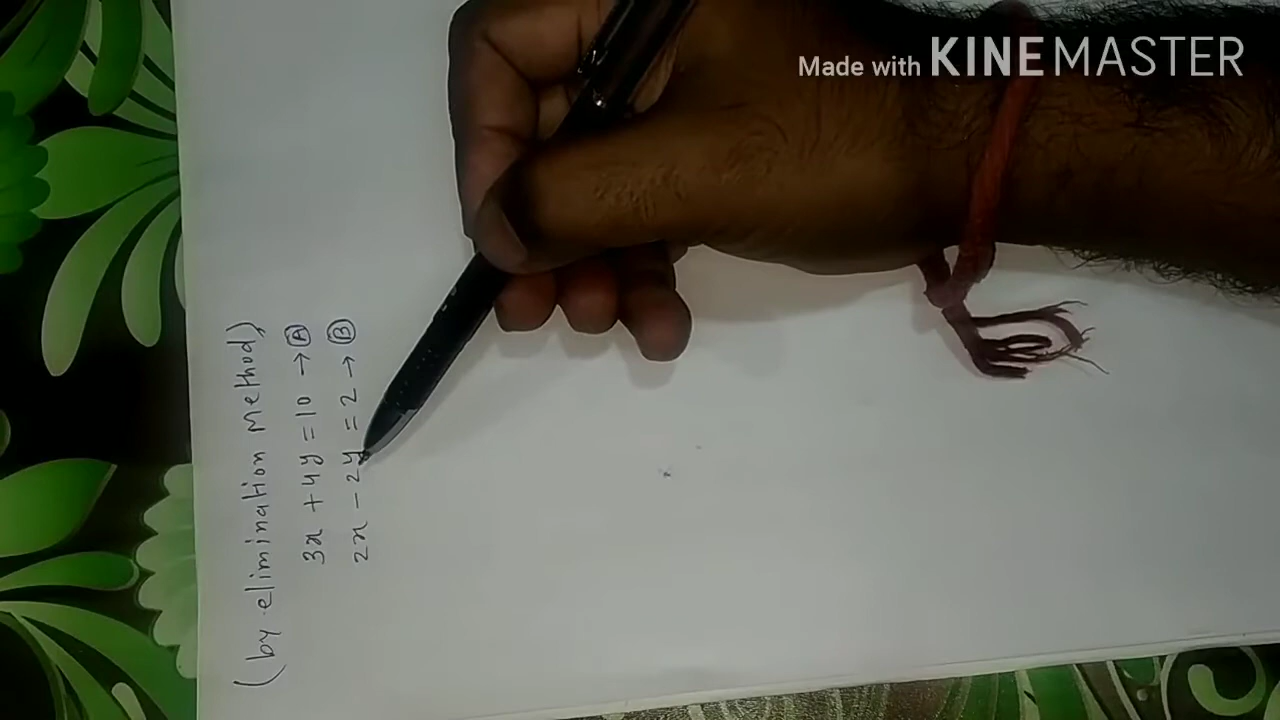 Made with KINEMASTER
(by elimination method)
3x + 4y = 10 → Ⓐ
2x - 2y = 2 → Ⓑ